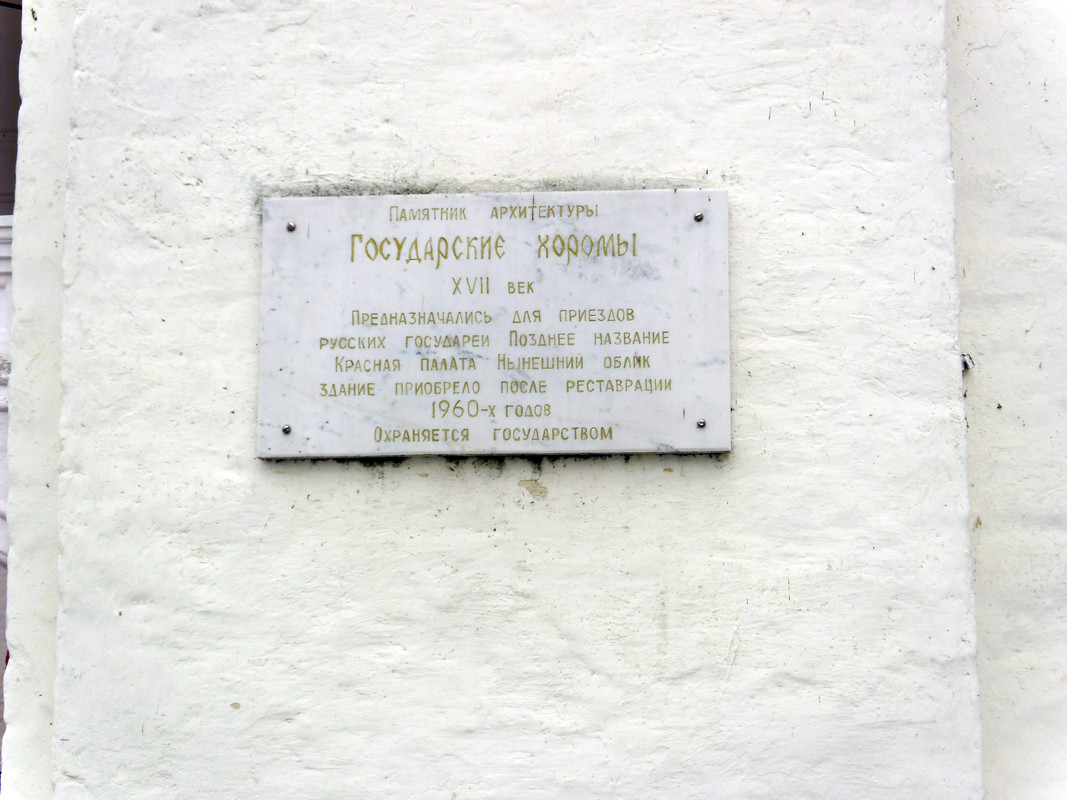 Памятник архитектуры
Государские хоромы
XVII век
Предназначались для приездов
русских государей Позднее название
Красная палата Нынешний облик
здание приобрело после реставрации
1960-х годов
Охраняется государством